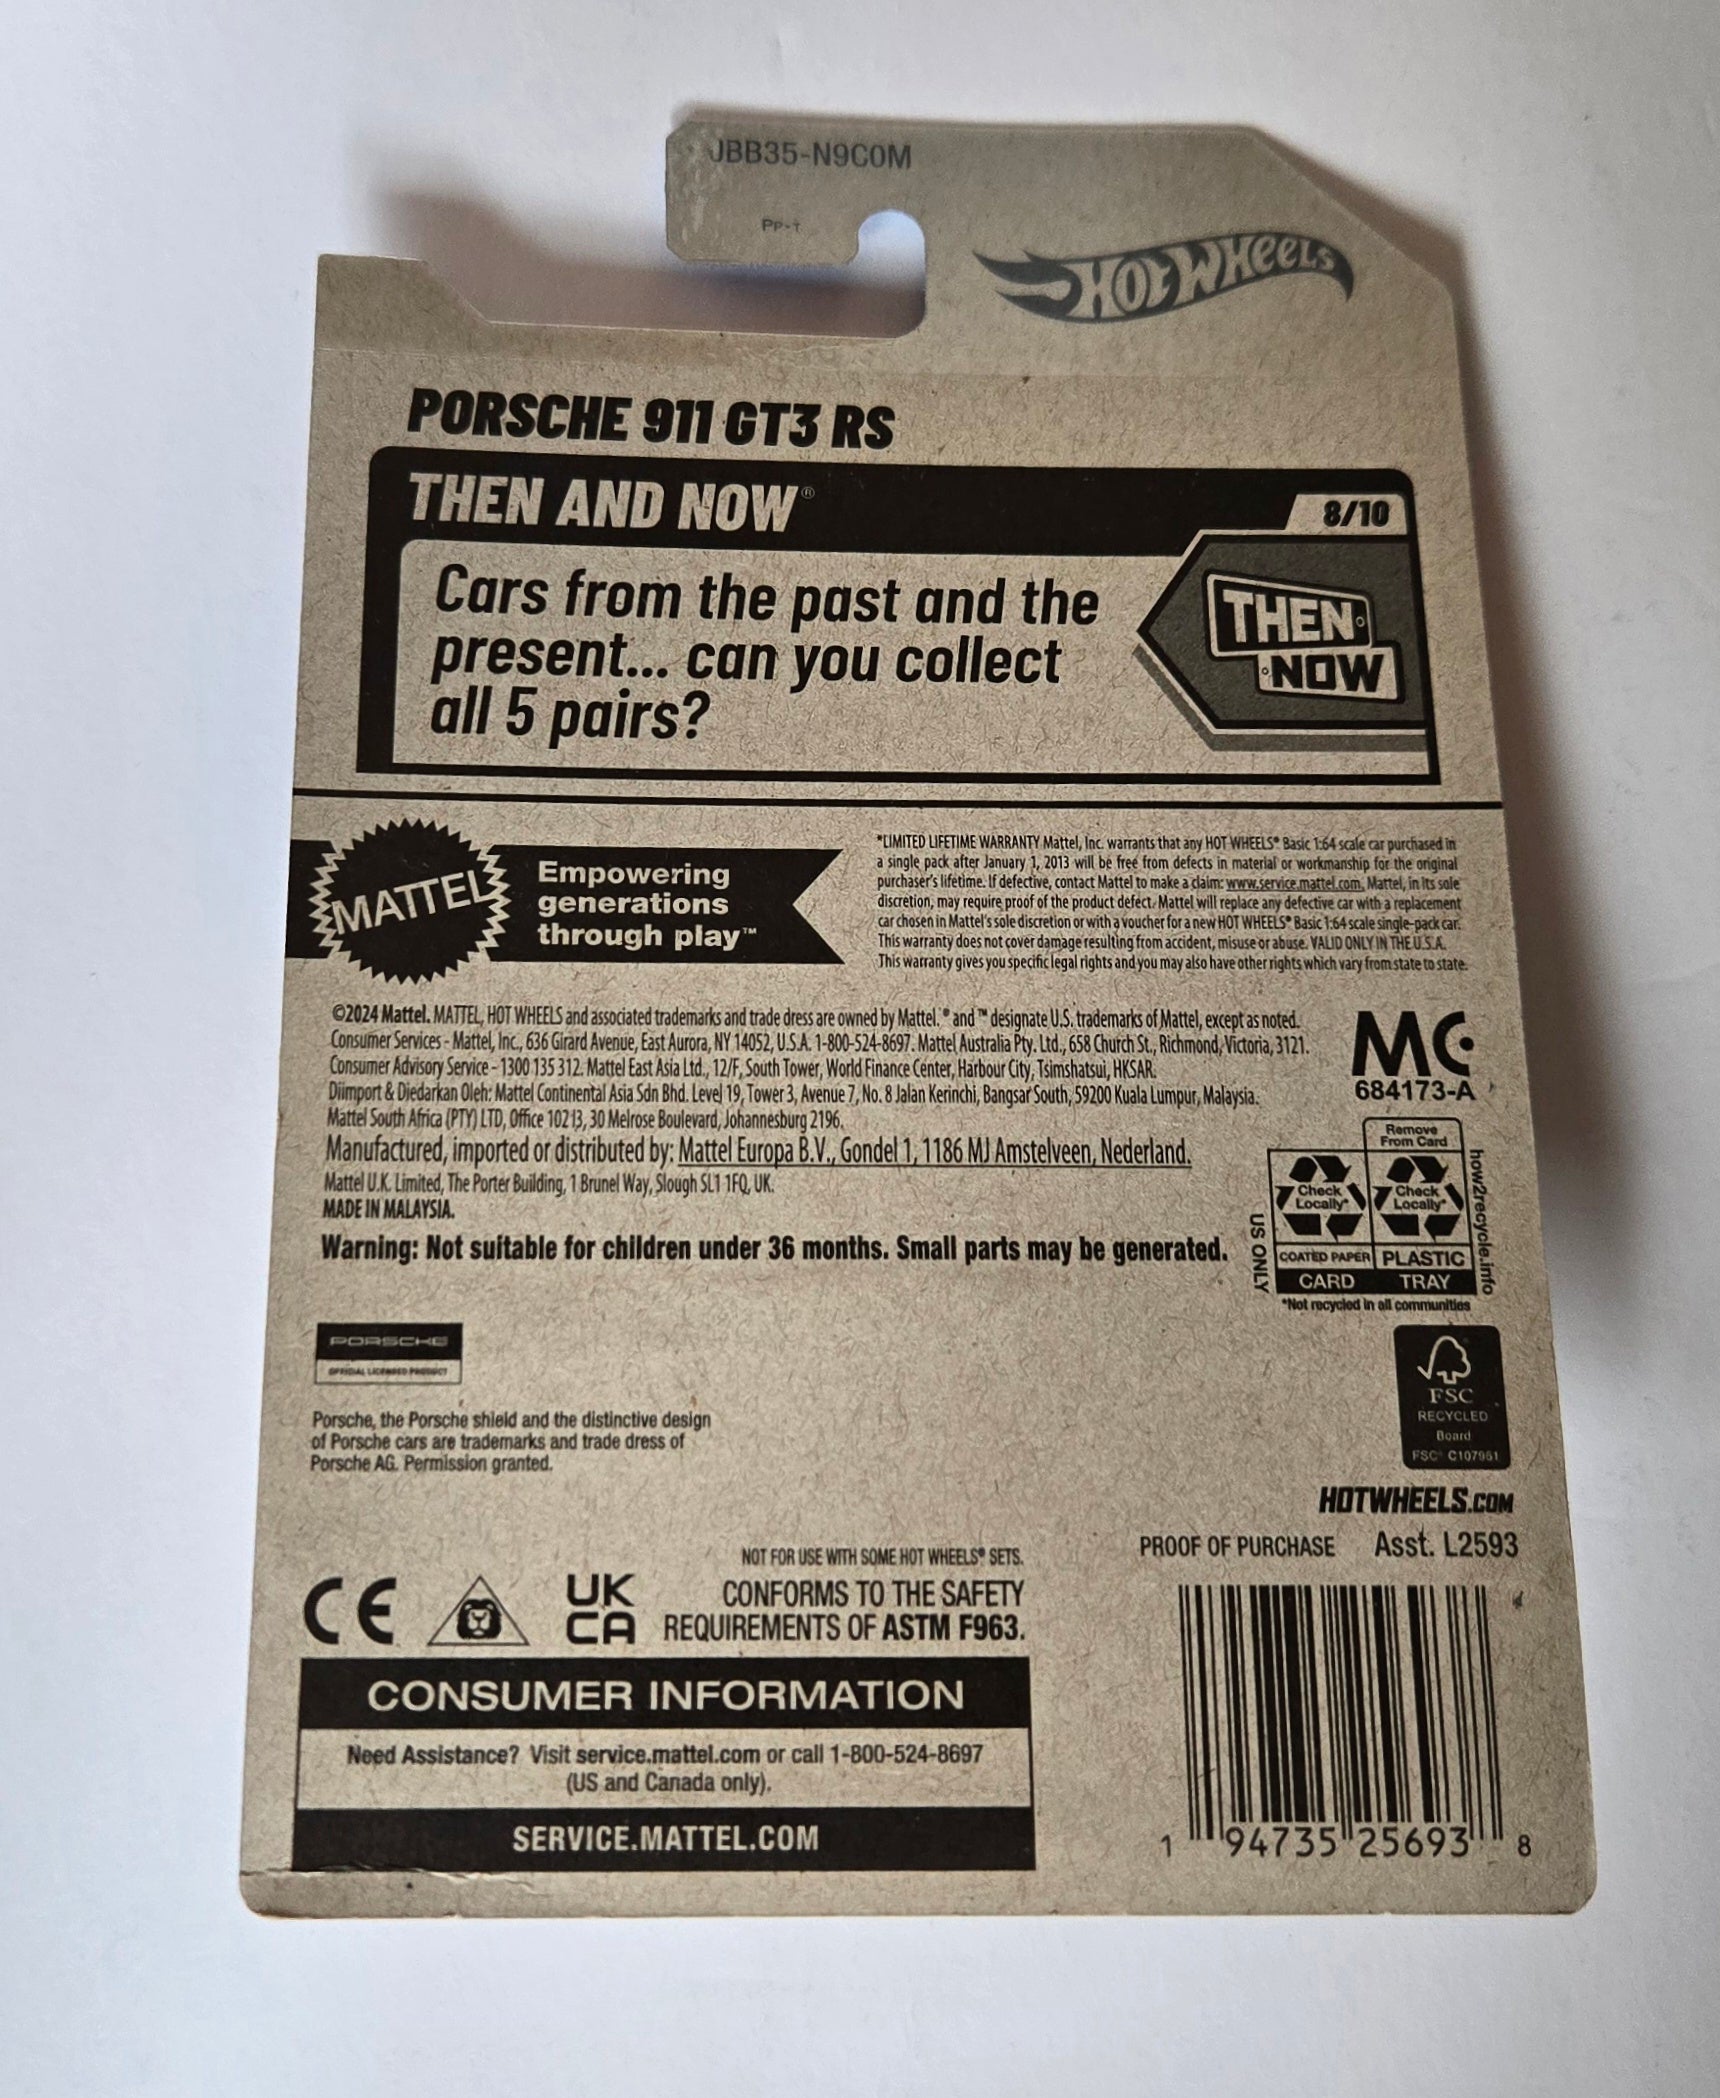 JBB35-N9C0M
PP-T
HOT WHEELS
PORSCHE 911 GT3 RS
THEN AND NOW®
8/10
Cars from the past and the
present... can you collect
all 5 pairs?
THEN
NOW
MATTEL
Empowering
generations
through play™
*LIMITED LIFETIME WARRANTY Mattel, Inc. warrants that any HOT WHEELS® Basic 1:64 scale car purchased in
a single pack after January 1, 2013 will be free from defects in material or workmanship for the original
purchaser's lifetime. If defective, contact Mattel to make a claim: www.service.mattel.com. Mattel, in its sole
discretion, may require proof of the product defect. Mattel will replace any defective car with a replacement
car chosen in Mattel's sole discretion or with a voucher for a new HOT WHEELS® Basic 1:64 scale single-pack car.
This warranty does not cover damage resulting from accident, misuse or abuse. VALID ONLY IN THE U.S.A.
This warranty gives you specific legal rights and you may also have other rights which vary from state to state.
©2024 Mattel. MATTEL, HOT WHEELS and associated trademarks and trade dress are owned by Mattel. ® and ™ designate U.S. trademarks of Mattel, except as noted.
Consumer Services - Mattel, Inc., 636 Girard Avenue, East Aurora, NY 14052, U.S.A. 1-800-524-8697. Mattel Australia Pty. Ltd., 658 Church St., Richmond, Victoria, 3121.
Consumer Advisory Service - 1300 135 312. Mattel East Asia Ltd., 12/F, South Tower, World Finance Center, Harbour City, Tsimshatsui, HKSAR.
Diimport & Diedarkan Oleh: Mattel Continental Asia Sdn Bhd. Level 19, Tower 3, Avenue 7, No. 8 Jalan Kerinchi, Bangsar South, 59200 Kuala Lumpur, Malaysia.
Mattel South Africa (PTY) LTD, Office 102 I3, 30 Melrose Boulevard, Johannesburg 2196.
Manufactured, imported or distributed by: Mattel Europa B.V., Gondel 1, 1186 MJ Amstelveen, Nederland.
Mattel U.K. Limited, The Porter Building, 1 Brunel Way, Slough SL1 1FQ, UK.
MADE IN MALAYSIA.
Warning: Not suitable for children under 36 months. Small parts may be generated.
MC
684173-A
Remove
From Card
Check
Locally*
Check
Locally*
COATED PAPER
PLASTIC
CARD
TRAY
US ONLY
how2recycle.info
*Not recycled in all communities
PORSCHE
OFFICIAL LICENSED PRODUCT
Porsche, the Porsche shield and the distinctive design
of Porsche cars are trademarks and trade dress of
Porsche AG. Permission granted.
FSC
RECYCLED
Board
FSC® C107961
HOTWHEELS.COM
PROOF OF PURCHASE Asst. L2593
NOT FOR USE WITH SOME HOT WHEELS® SETS.
CE
UK
CA
CONFORMS TO THE SAFETY
REQUIREMENTS OF ASTM F963.
CONSUMER INFORMATION
Need Assistance? Visit service.mattel.com or call 1-800-524-8697
(US and Canada only).
SERVICE.MATTEL.COM
1 94735 25693 8